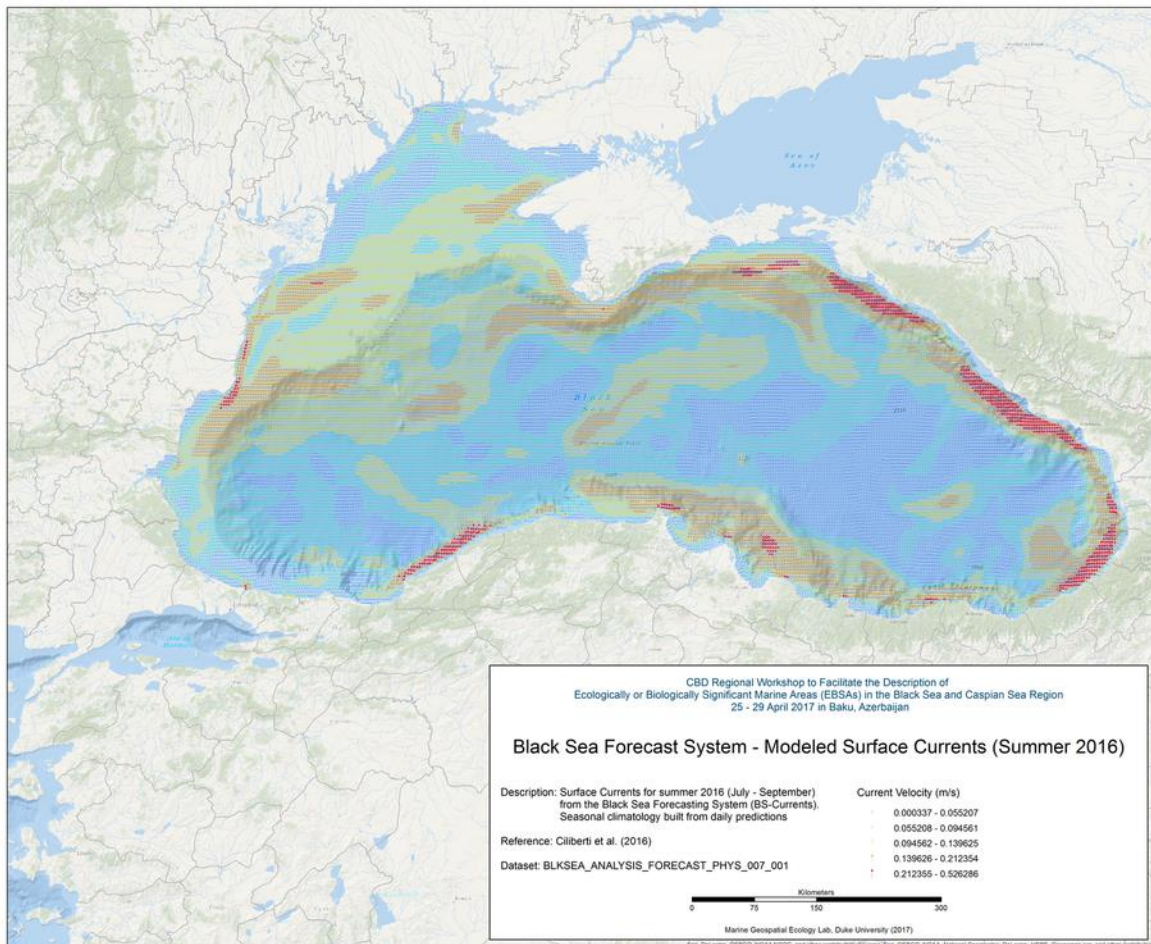 Sea of
Azov
Black
Sea
CBD Regional Workshop to Facilitate the Description of
Ecologically or Biologically Significant Marine Areas (EBSAs) in the Black Sea and Caspian Sea Region
25 - 29 April 2017 in Baku, Azerbaijan
Black Sea Forecast System - Modeled Surface Currents (Summer 2016)
Description: Surface Currents for summer 2016 (July - September)
from the Black Sea Forecasting System (BS-Currents).
Seasonal climatology built from daily predictions
Reference: Ciliberti et al. (2016)
Dataset: BLKSEA_ANALYSIS_FORECAST_PHYS_007_001
Current Velocity (m/s)
0.000337 - 0.055207
0.055208 - 0.094561
0.094562 - 0.139625
0.139626 - 0.212354
0.212355 - 0.526286
Kilometers
0 75 150 300
Marine Geospatial Ecology Lab, Duke University (2017)